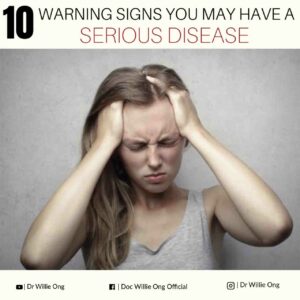 10 WARNING SIGNS YOU MAY HAVE A
SERIOUS DISEASE
| Dr Willie Ong
| Doc Willie Ong Official
| Dr Willie Ong